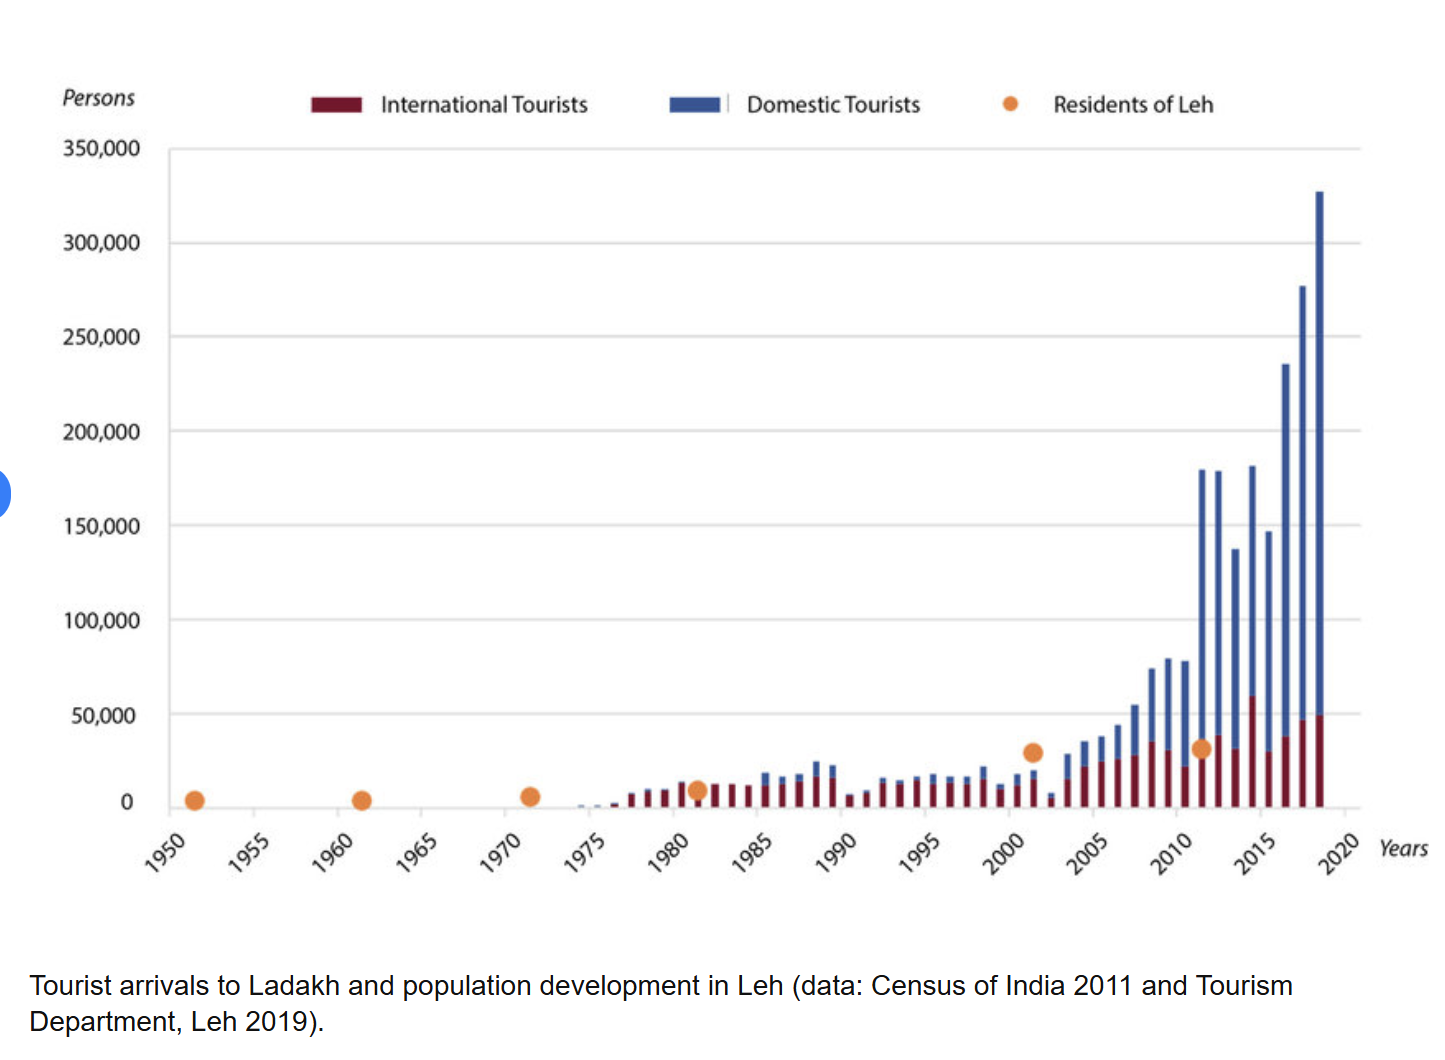 Persons
International Tourists Domestic Tourists Residents of Leh
350,000
300,000
250,000
200,000
150,000
100,000
50,000
0
1950 1955 1960 1965 1970 1975 1980 1985 1990 1995 2000 2005 2010 2015 2020 Years
Tourist arrivals to Ladakh and population development in Leh (data: Census of India 2011 and Tourism
Department, Leh 2019).